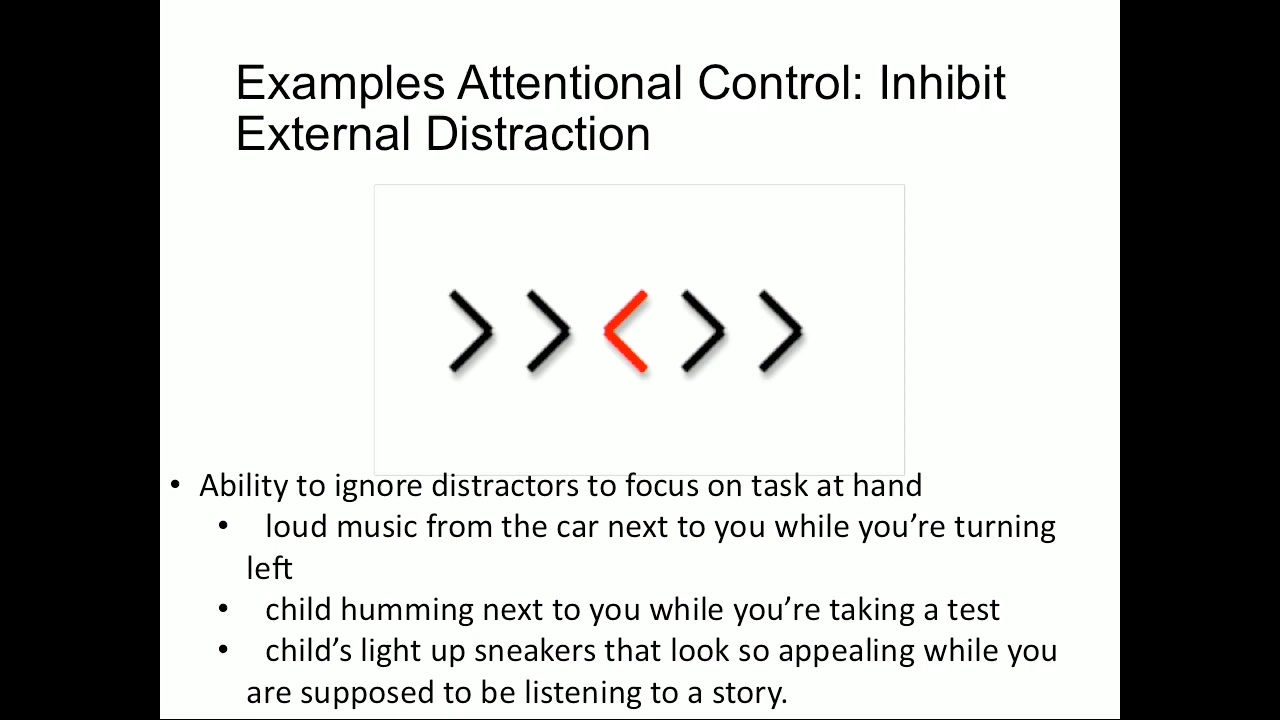 Examples Attentional Control: Inhibit
External Distraction
> > < > >
• Ability to ignore distractors to focus on task at hand
• loud music from the car next to you while you’re turning
left
• child humming next to you while you’re taking a test
• child’s light up sneakers that look so appealing while you
are supposed to be listening to a story.